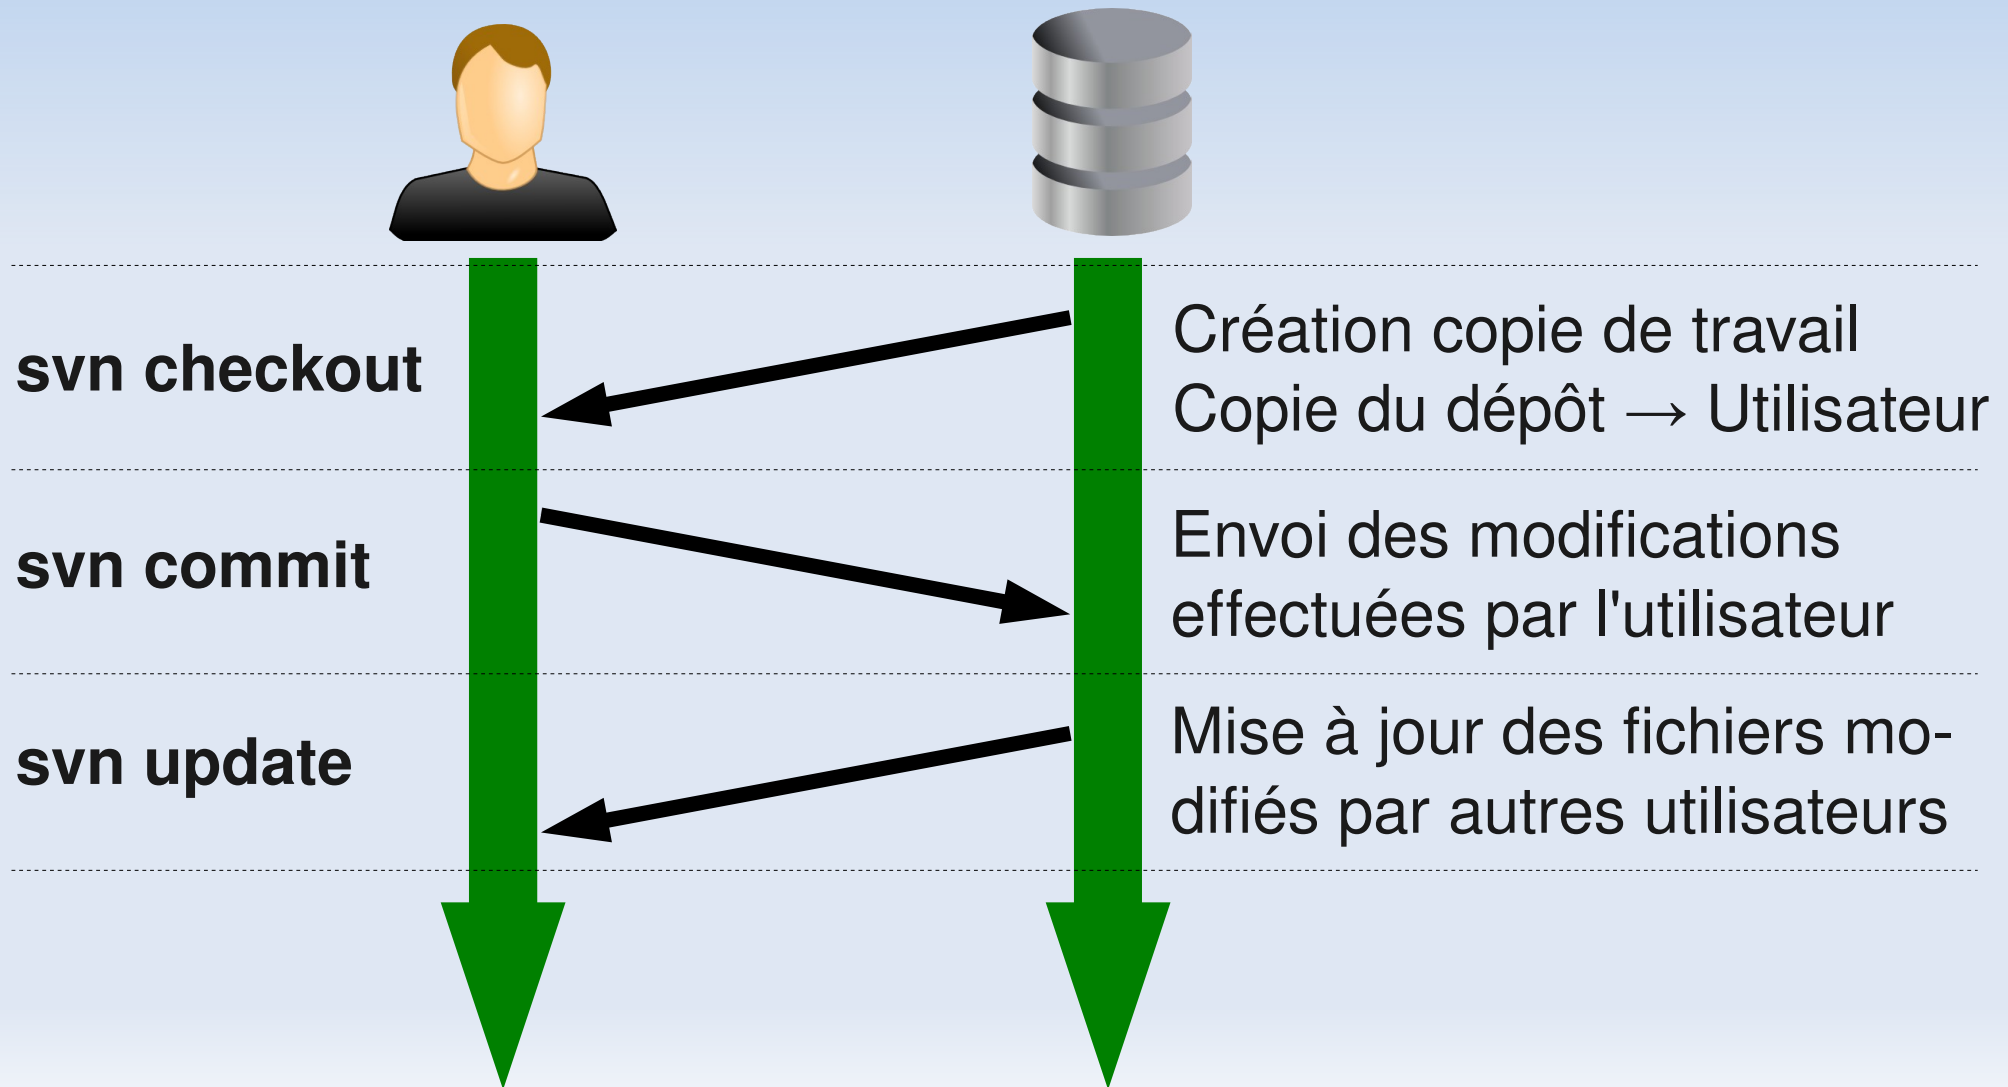 svn checkout
Création copie de travail
Copie du dépôt → Utilisateur
svn commit
Envoi des modifications
effectuées par l'utilisateur
svn update
Mise à jour des fichiers mo-
difiés par autres utilisateurs